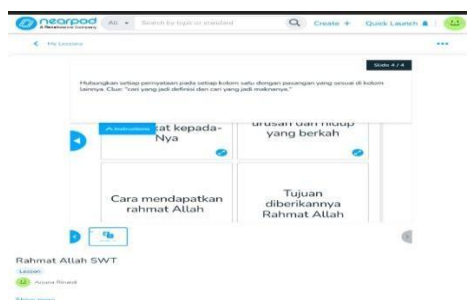 nearpod
All
Search by topic or standard
Create +
Quick Launch
My Lessons
Slide 4 / 4
Hubungkan setiap pernyataan pada setiap kolom satu dengan pasangan yang sesuai di kolom
lainnya. Clue: "cari yang jadi definisi dan cari yang
jadi maknanya."
Instructions
at kepada-
Nya
urusan dan hidup
yang berkah
Cara mendapatkan
rahmat Allah
Tujuan
diberikannya
Rahmat Allah
Rahmat Allah SWT
Lesson